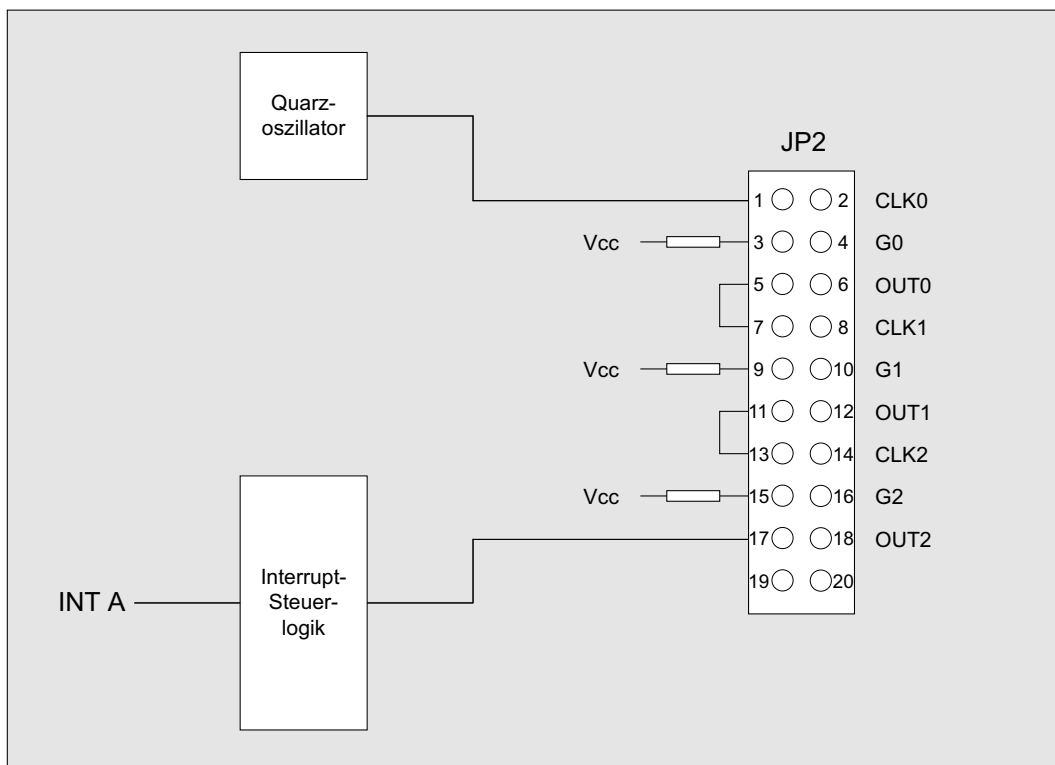 Quarz-
oszillator
JP2
1 2 CLK0
Vcc 3 4 G0
5 6 OUT0
7 8 CLK1
Vcc 9 10 G1
11 12 OUT1
13 14 CLK2
Vcc 15 16 G2
17 18 OUT2
19 20
INT A
Interrupt-
Steuer-
logik